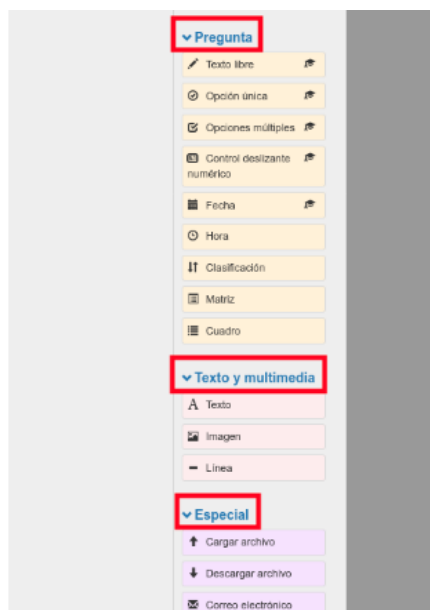 Pregunta
Texto libre
Opción única
Opciones múltiples
Control deslizante
numérico
Fecha
Hora
Clasificación
Matriz
Cuadro
Texto y multimedia
A Texto
Imagen
Línea
Especial
Cargar archivo
Descargar archivo
Correo electrónico